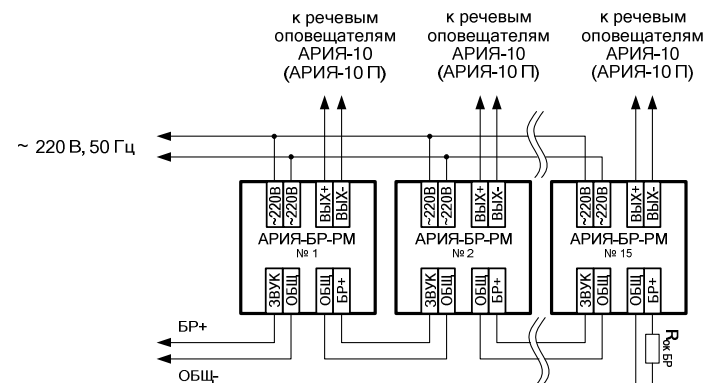 к речевым
оповещателям
АРИЯ-10
(АРИЯ-10 П)
к речевым
оповещателям
АРИЯ-10
(АРИЯ-10 П)
к речевым
оповещателям
АРИЯ-10
(АРИЯ-10 П)
~ 220 В, 50 Гц
~220В
~220В
ВЫХ+
ВЫХ-
АРИЯ-БР-РМ
№ 1
ЗВУК
ОБЩ
ОБЩ
БР+
~220В
~220В
ВЫХ+
ВЫХ-
АРИЯ-БР-РМ
№ 2
ЗВУК
ОБЩ
ОБЩ
БР+
~220В
~220В
ВЫХ+
ВЫХ-
АРИЯ-БР-РМ
№ 15
ЗВУК
ОБЩ
ОБЩ
БР+
БР+
ОБЩ-
Rок БР